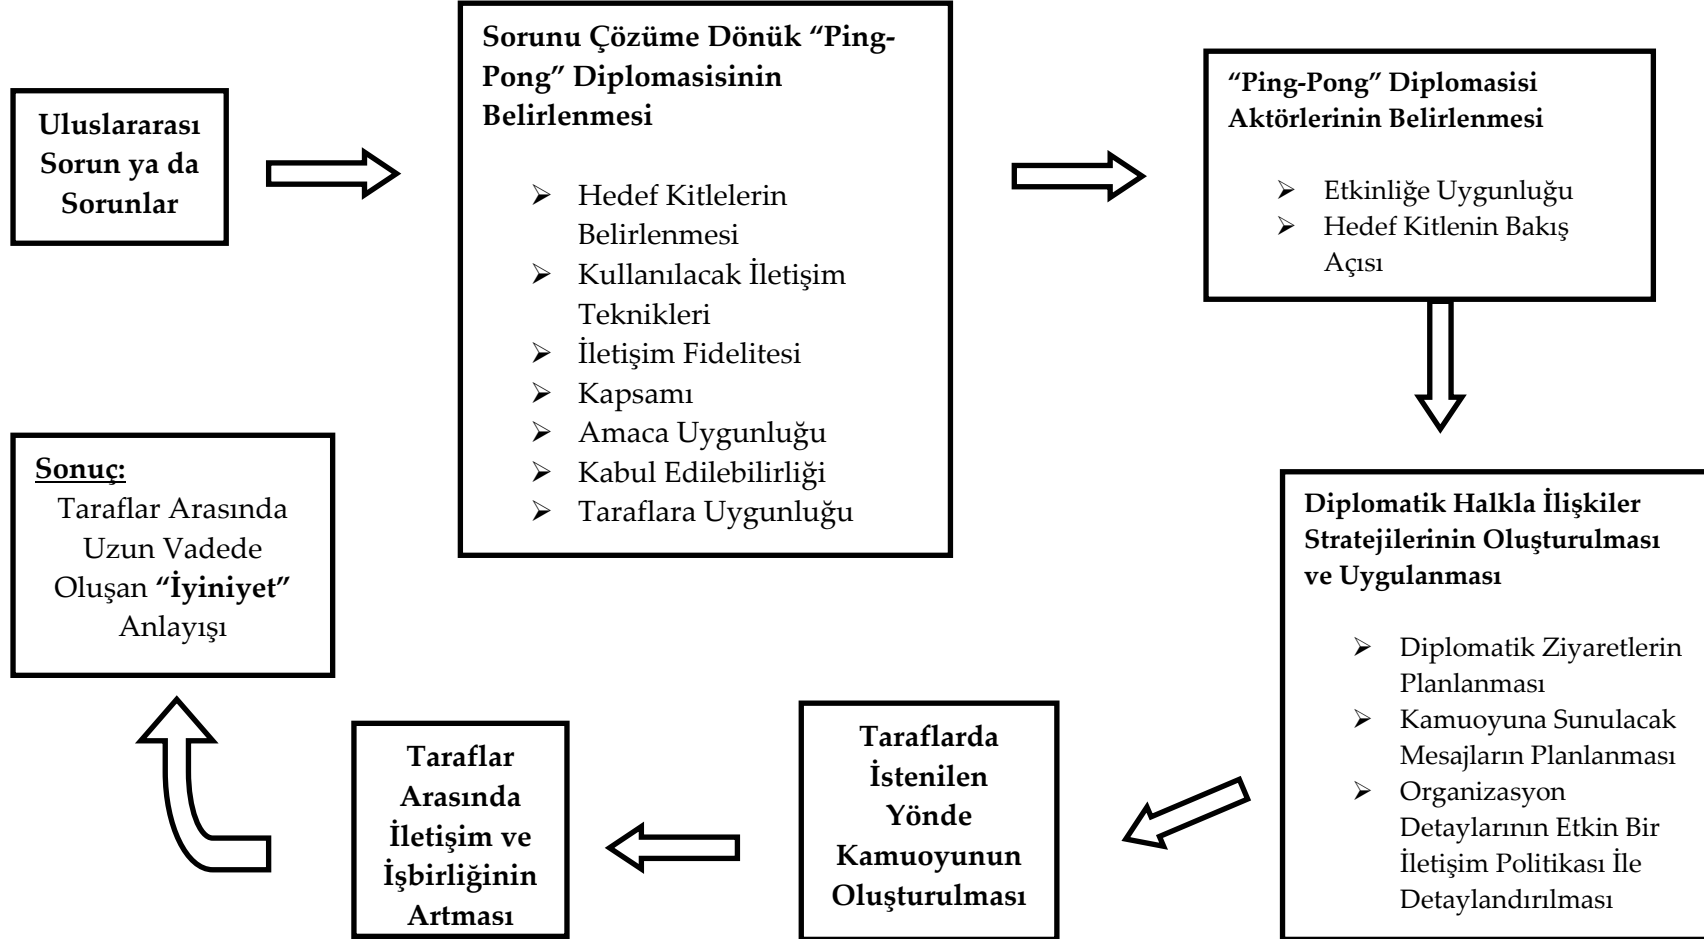 Uluslararası
Sorun ya da
Sorunlar
Sorunu Çözüme Dönük “Ping-
Pong” Diplomasisinin
Belirlenmesi
➢ Hedef Kitlelerin
Belirlenmesi
➢ Kullanılacak İletişim
Teknikleri
➢ İletişim Fidelitesi
➢ Kapsamı
➢ Amaca Uygunluğu
➢ Kabul Edilebilirliği
➢ Taraflara Uygunluğu
“Ping-Pong” Diplomasisi
Aktörlerinin Belirlenmesi
➢ Etkinliğe Uygunluğu
➢ Hedef Kitlenin Bakış
Açısı
Diplomatik Halkla İlişkiler
Stratejilerinin Oluşturulması
ve Uygulanması
➢ Diplomatik Ziyaretlerin
Planlanması
➢ Kamuoyuna Sunulacak
Mesajların Planlanması
➢ Organizasyon
Detaylarının Etkin Bir
İletişim Politikası İle
Detaylandırılması
Taraflarda
İstenilen
Yönde
Kamuoyunun
Oluşturulması
Taraflar
Arasında
İletişim ve
İşbirliğinin
Artması
Sonuç:
Taraflar Arasında
Uzun Vadede
Oluşan “İyiniyet”
Anlayışı